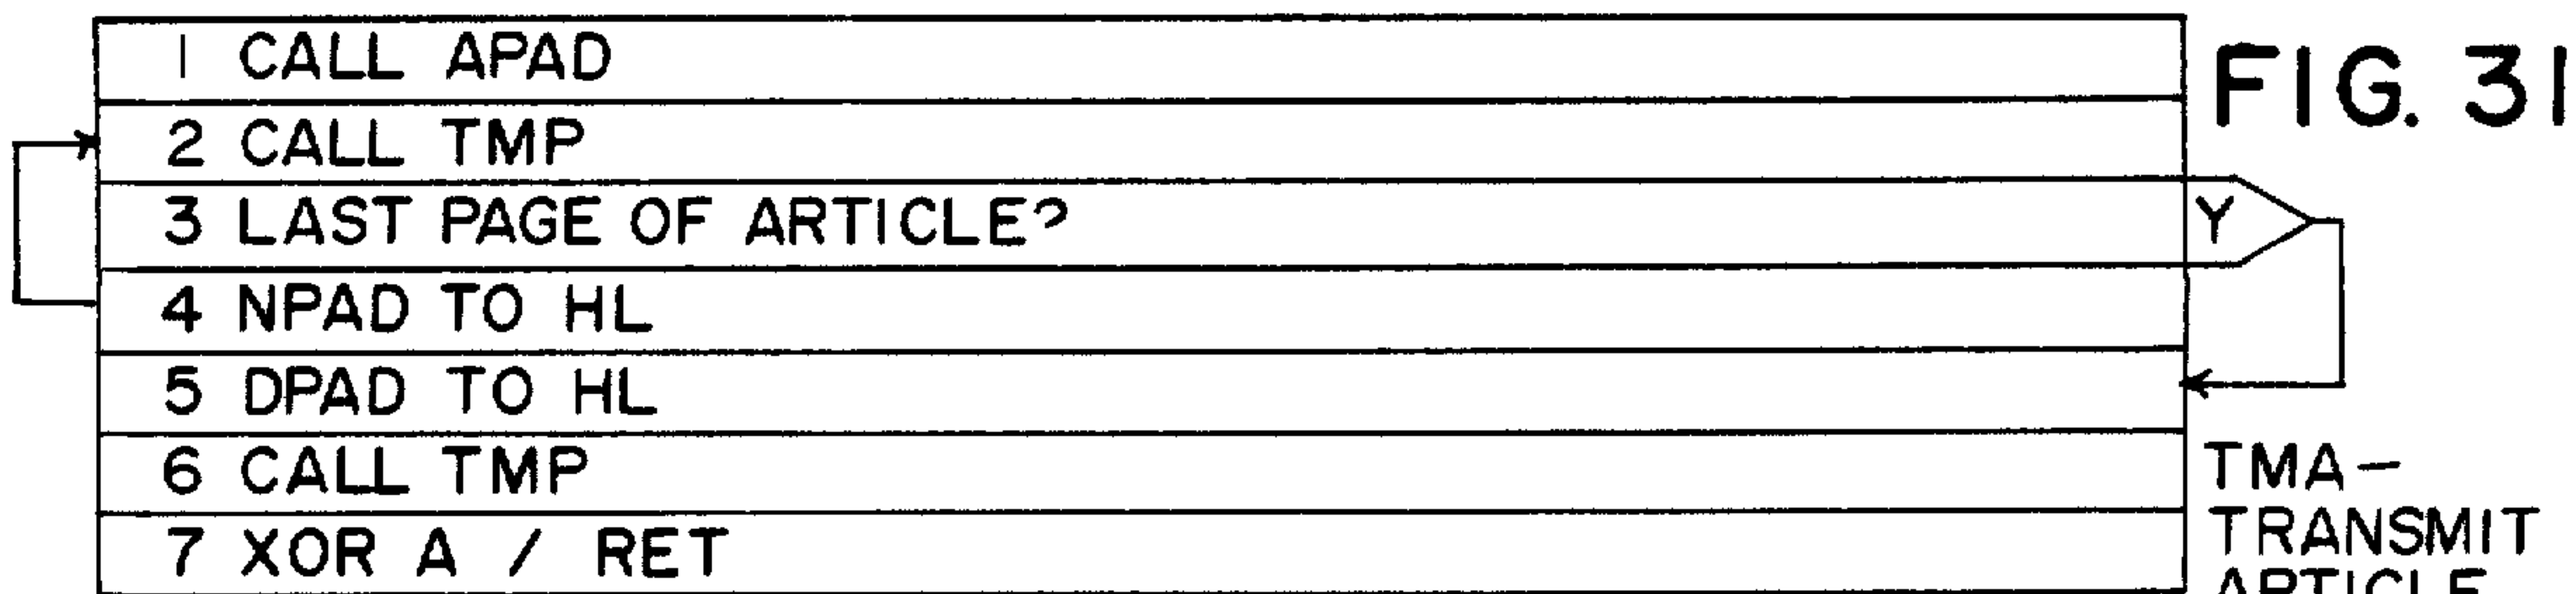 1 CALL APAD
2 CALL TMP
3 LAST PAGE OF ARTICLE?
Y
4 NPAD TO HL
5 DPAD TO HL
6 CALL TMP
7 XOR A / RET
FIG. 31
TMA-
TRANSMIT
ARTICLE